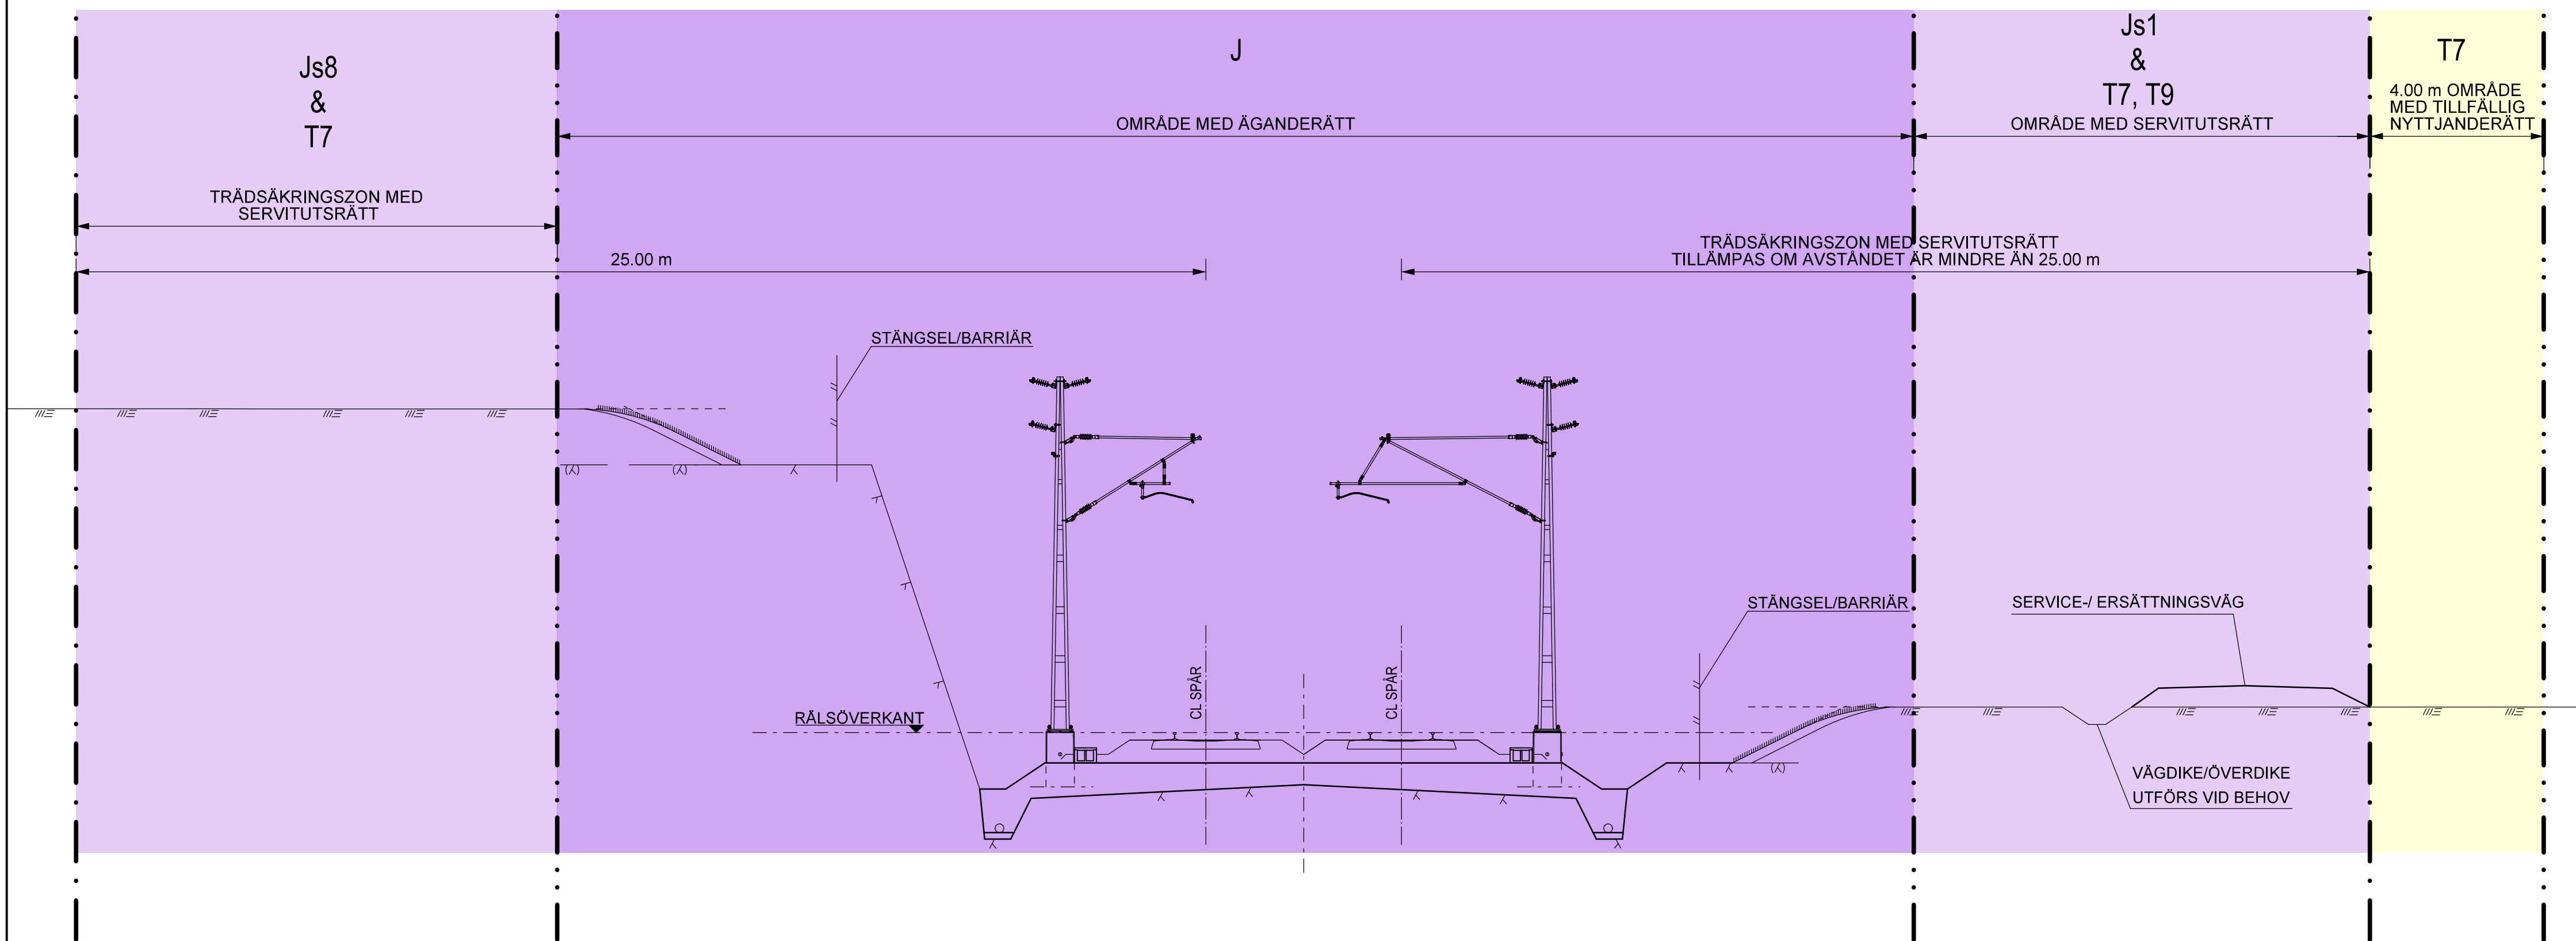 Js8
&
T7
TRÄDSÄKRINGSZON MED
SERVITUTSRÄTT
25.00 m
J
OMRÅDE MED ÄGANDERÄTT
Js1
&
T7, T9
OMRÅDE MED SERVITUTSRÄTT
T7
4.00 m OMRÅDE
MED TILLFÄLLIG
NYTTJANDERÄTT
TRÄDSÄKRINGSZON MED SERVITUTSRÄTT
TILLÄMPAS OM AVSTÅNDET ÄR MINDRE ÄN 25.00 m
STÄNGSEL/BARRIÄR
STÄNGSEL/BARRIÄR
SERVICE-/ ERSÄTTNINGSVÄG
RÄLSÖVERKANT
CL SPÅR
CL SPÅR
VÄGDIKE/ÖVERDIKE
UTFÖRS VID BEHOV